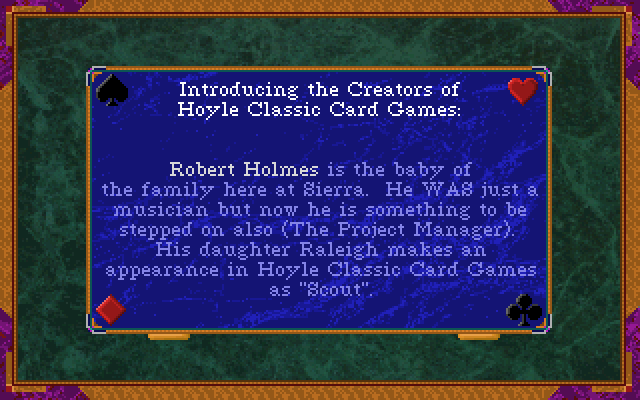 Introducing the Creators of
Hoyle Classic Card Games:
Robert Holmes is the baby of
the family here at Sierra. He WAS just a
musician but now he is something to be
stepped on also (The Project Manager).
His daughter Raleigh makes an
appearance in Hoyle Classic Card Games
as "Scout".